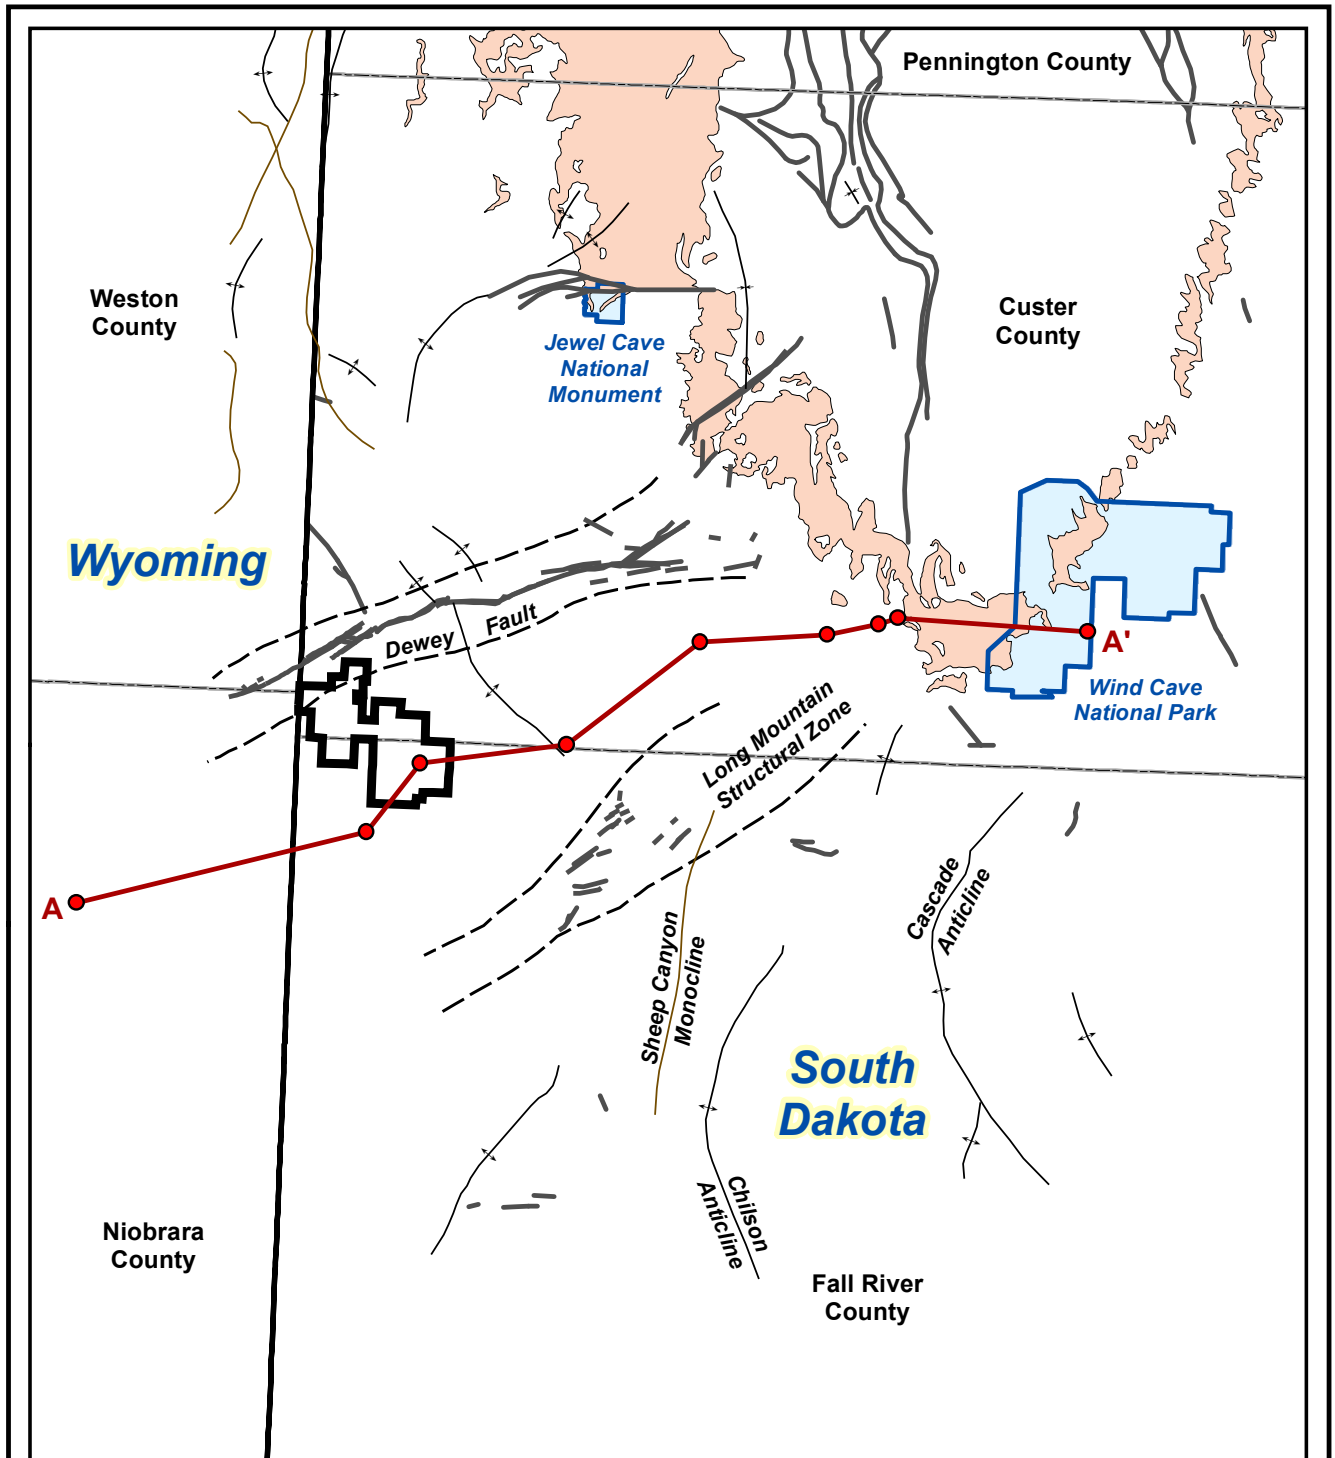 Pennington County
Weston
County
Custer
County
Jewel Cave
National
Monument
Wyoming
Dewey Fault
A'
Wind Cave
National Park
Long Mountain
Structural Zone
A
Cascade
Anticline
Sheep Canyon
Monocline
South
Dakota
Chilson
Anticline
Niobrara
County
Fall River
County